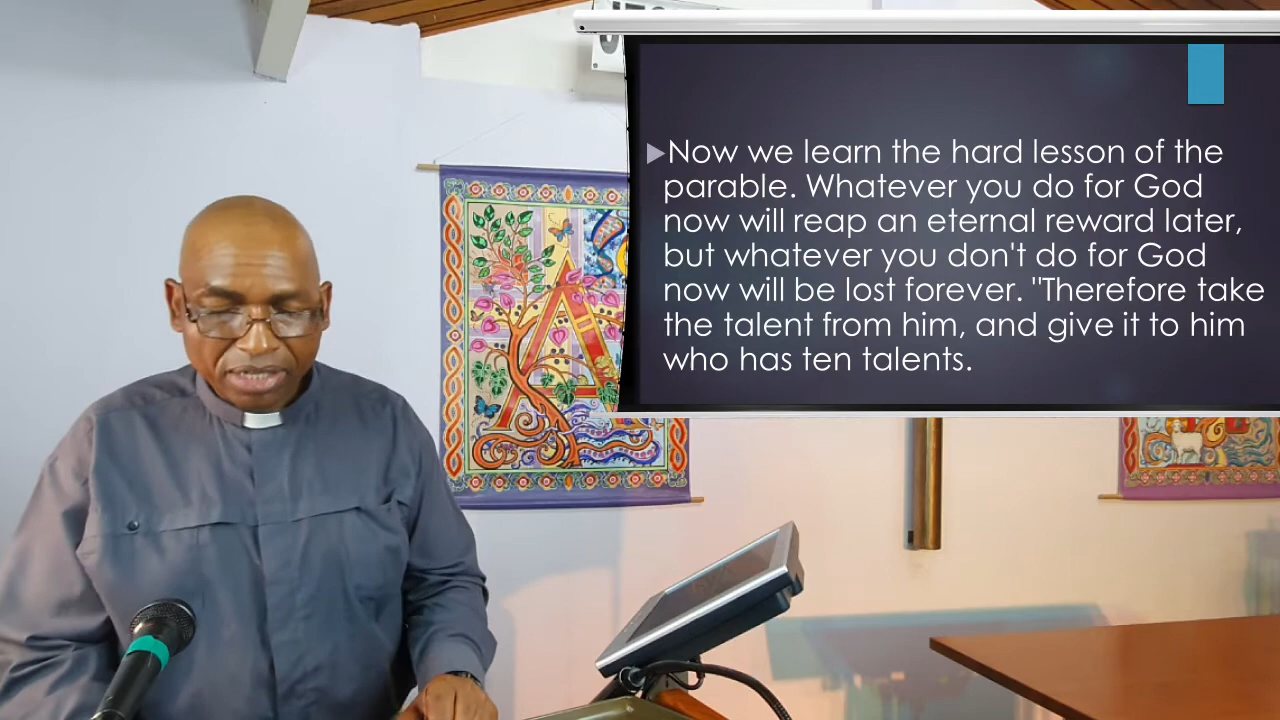 Now we learn the hard lesson of the
parable. Whatever you do for God
now will reap an eternal reward later,
but whatever you don't do for God
now will be lost forever. "Therefore take
the talent from him, and give it to him
who has ten talents.